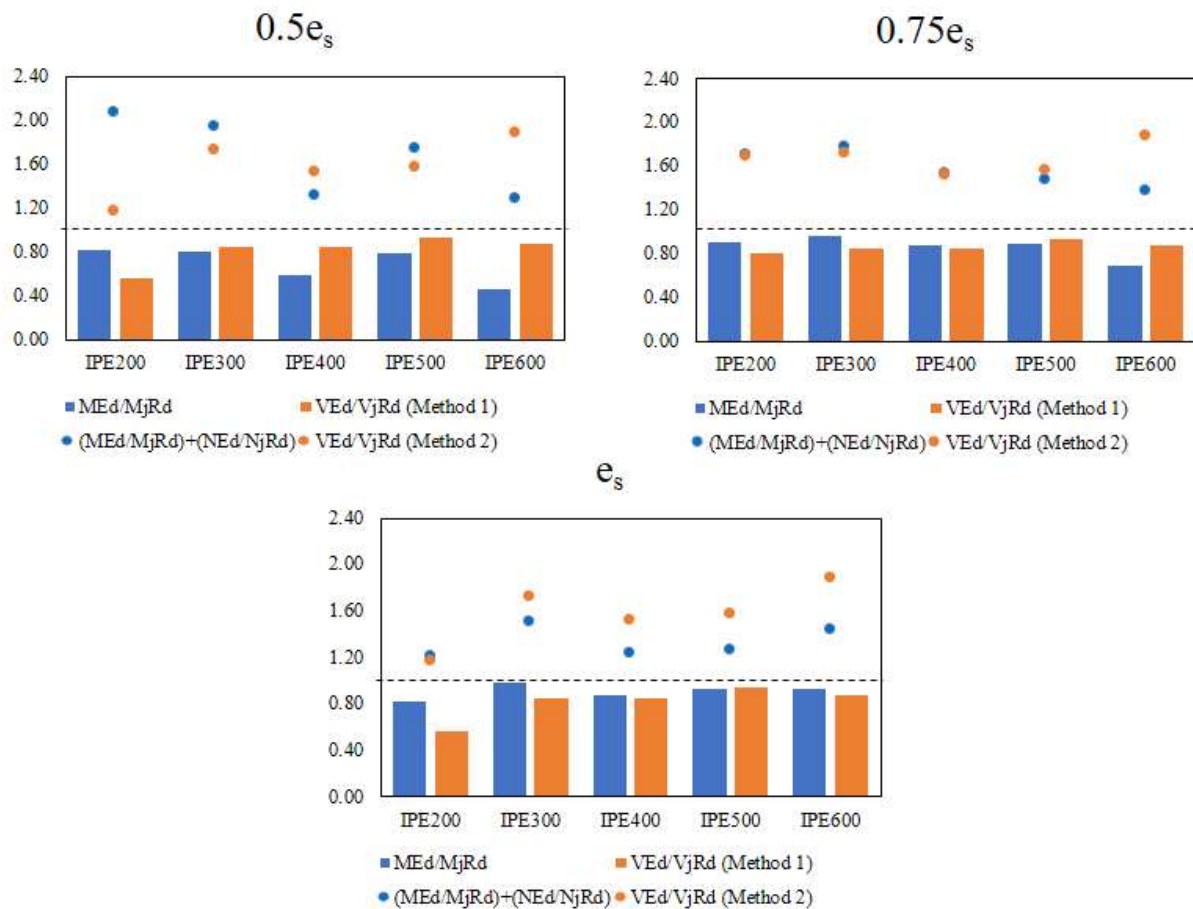 0.5es
2.40
2.00
1.60
1.20
0.80
0.40
0.00
IPE200 IPE300 IPE400 IPE500 IPE600
MEd/MjRd VEd/VjRd (Method 1)
(MEd/MjRd)+(NEd/NjRd) VEd/VjRd (Method 2)
0.75es
2.40
2.00
1.60
1.20
0.80
0.40
0.00
IPE200 IPE300 IPE400 IPE500 IPE600
MEd/MjRd VEd/VjRd (Method 1)
(MEd/MjRd)+(NEd/NjRd) VEd/VjRd (Method 2)
es
2.40
2.00
1.60
1.20
0.80
0.40
0.00
IPE200 IPE300 IPE400 IPE500 IPE600
MEd/MjRd VEd/VjRd (Method 1)
(MEd/MjRd)+(NEd/NjRd) VEd/VjRd (Method 2)